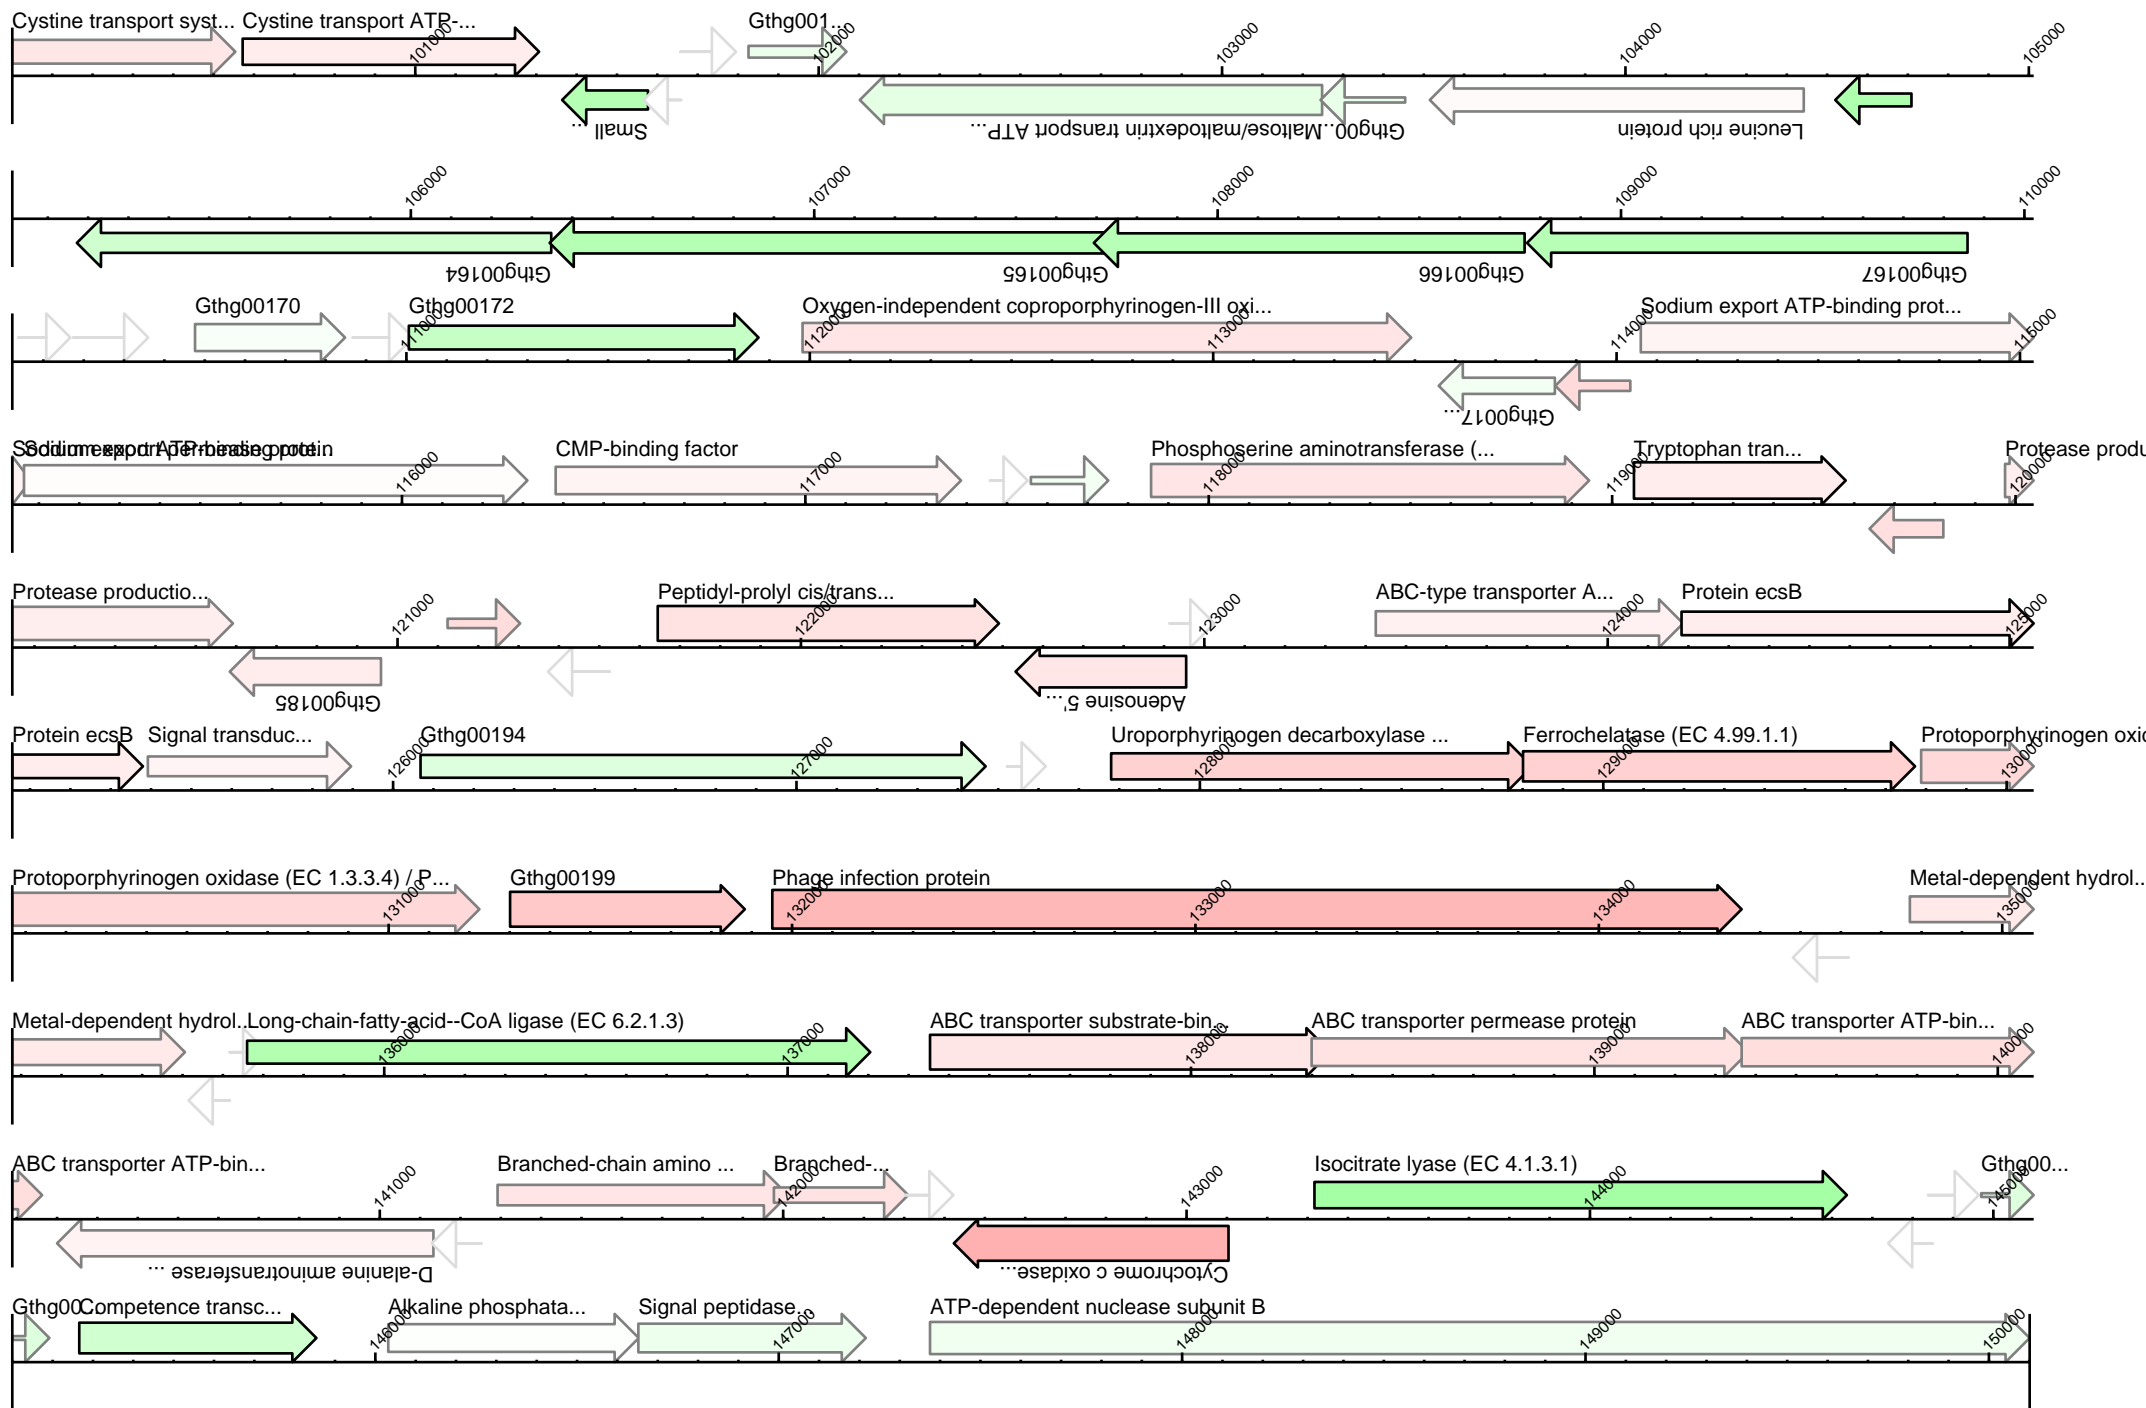 Cystine transport syst... Cystine transport ATP-... Gthg001...
101000 102000 103000 104000 105000
Small ... Maltose/maltodextrin transport ATP... Gthg00... Leucine rich protein
106000 107000 108000 109000 110000
Gthg00164 Gthg00165 Gthg00166 Gthg00167
Gthg00170 Gthg00172 Oxygen-independent coproporphyrinogen-III oxi... Sodium export ATP-binding prot...
111000 112000 113000 114000 115000
Gthg0017...
Sodium export ATP-binding prot... Sodium export permease protein CMP-binding factor Phosphoserine aminotransferase (... Tryptophan tran... Protease produ
116000 117000 118000 119000 120000
Protease productio... Peptidyl-prolyl cis/trans... ABC-type transporter A... Protein ecsB
121000 122000 123000 124000 125000
Gthg00185 Adenosine 5'...
Protein ecsB Signal transduc... Gthg00194 Uroporphyrinogen decarboxylase ... Ferrochelatase (EC 4.99.1.1) Protoporphyrinogen oxid
126000 127000 128000 129000 130000
Protoporphyrinogen oxidase (EC 1.3.3.4) / P... Gthg00199 Phage infection protein Metal-dependent hydrol...
131000 132000 133000 134000 135000
Metal-dependent hydrol... Long-chain-fatty-acid--CoA ligase (EC 6.2.1.3) ABC transporter substrate-bin... ABC transporter permease protein ABC transporter ATP-bin...
136000 137000 138000 139000 140000
ABC transporter ATP-bin... Branched-chain amino ... Branched-... Isocitrate lyase (EC 4.1.3.1) Gthg00...
141000 142000 143000 144000 145000
D-alanine aminotransferase ... Cytochrome c oxidase...
Gthg00... Competence transc... Alkaline phosphata... Signal peptidase... ATP-dependent nuclease subunit B
146000 147000 148000 149000 150000